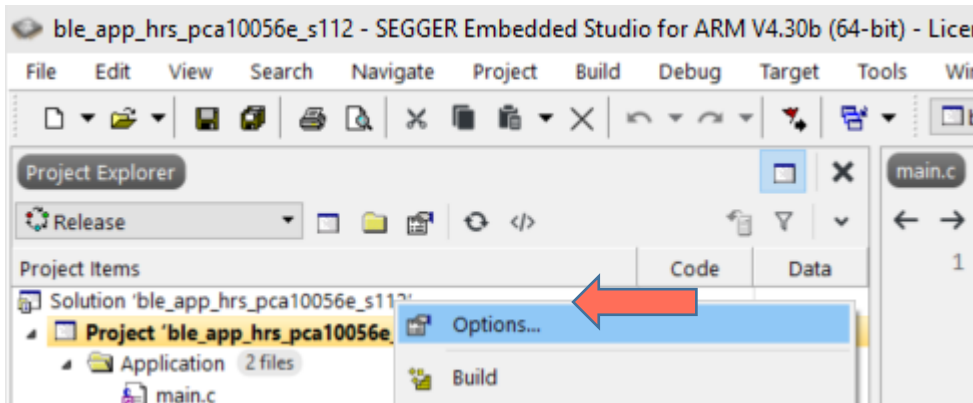 ble_app_hrs_pca10056e_s112 - SEGGER Embedded Studio for ARM V4.30b (64-bit) -
File Edit View Search Navigate Project Build Debug Target Tools
Project Explorer
main.c
Release
Project Items Code Data
1
Solution 'ble_app_hrs_pca10056e_s112'
Project 'ble_app_hrs_pca10056e_
Options...
Application 2 files
Build
main.c